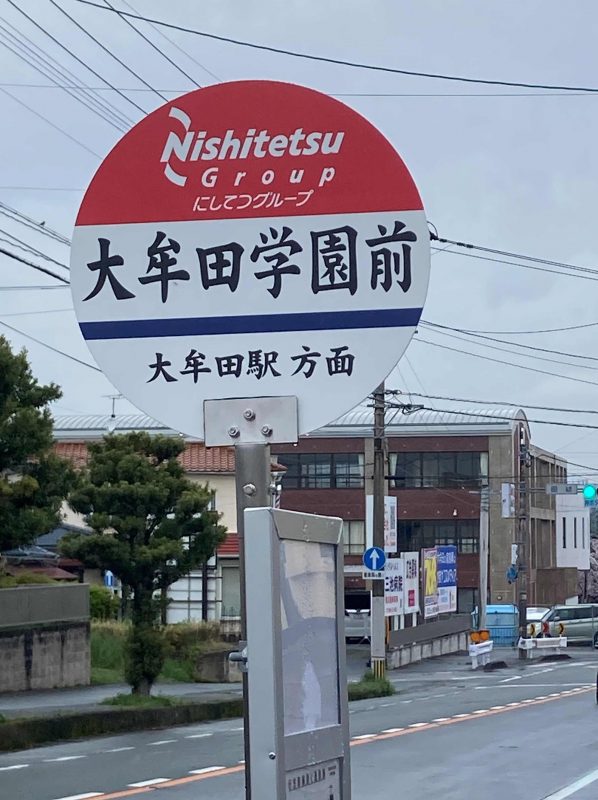 Nishitetsu
Group
にしてつグループ
大牟田学園前
大牟田駅 方面